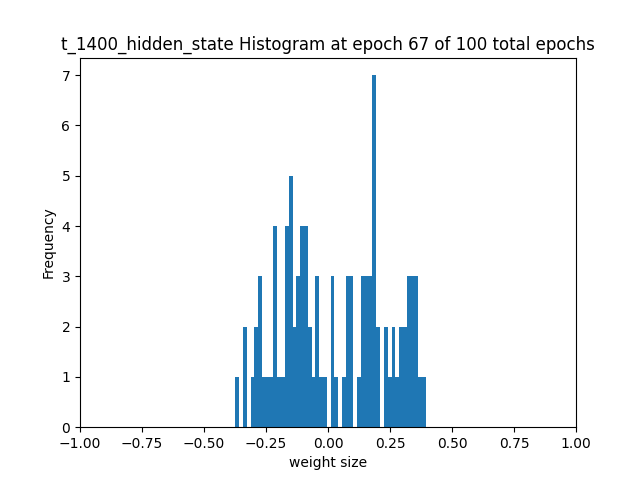 t_1400_hidden_state Histogram at epoch 67 of 100 total epochs
7
6
5
4
3
2
1
0
Frequency
−1.00 −0.75 −0.50 −0.25 0.00 0.25 0.50 0.75 1.00
weight size